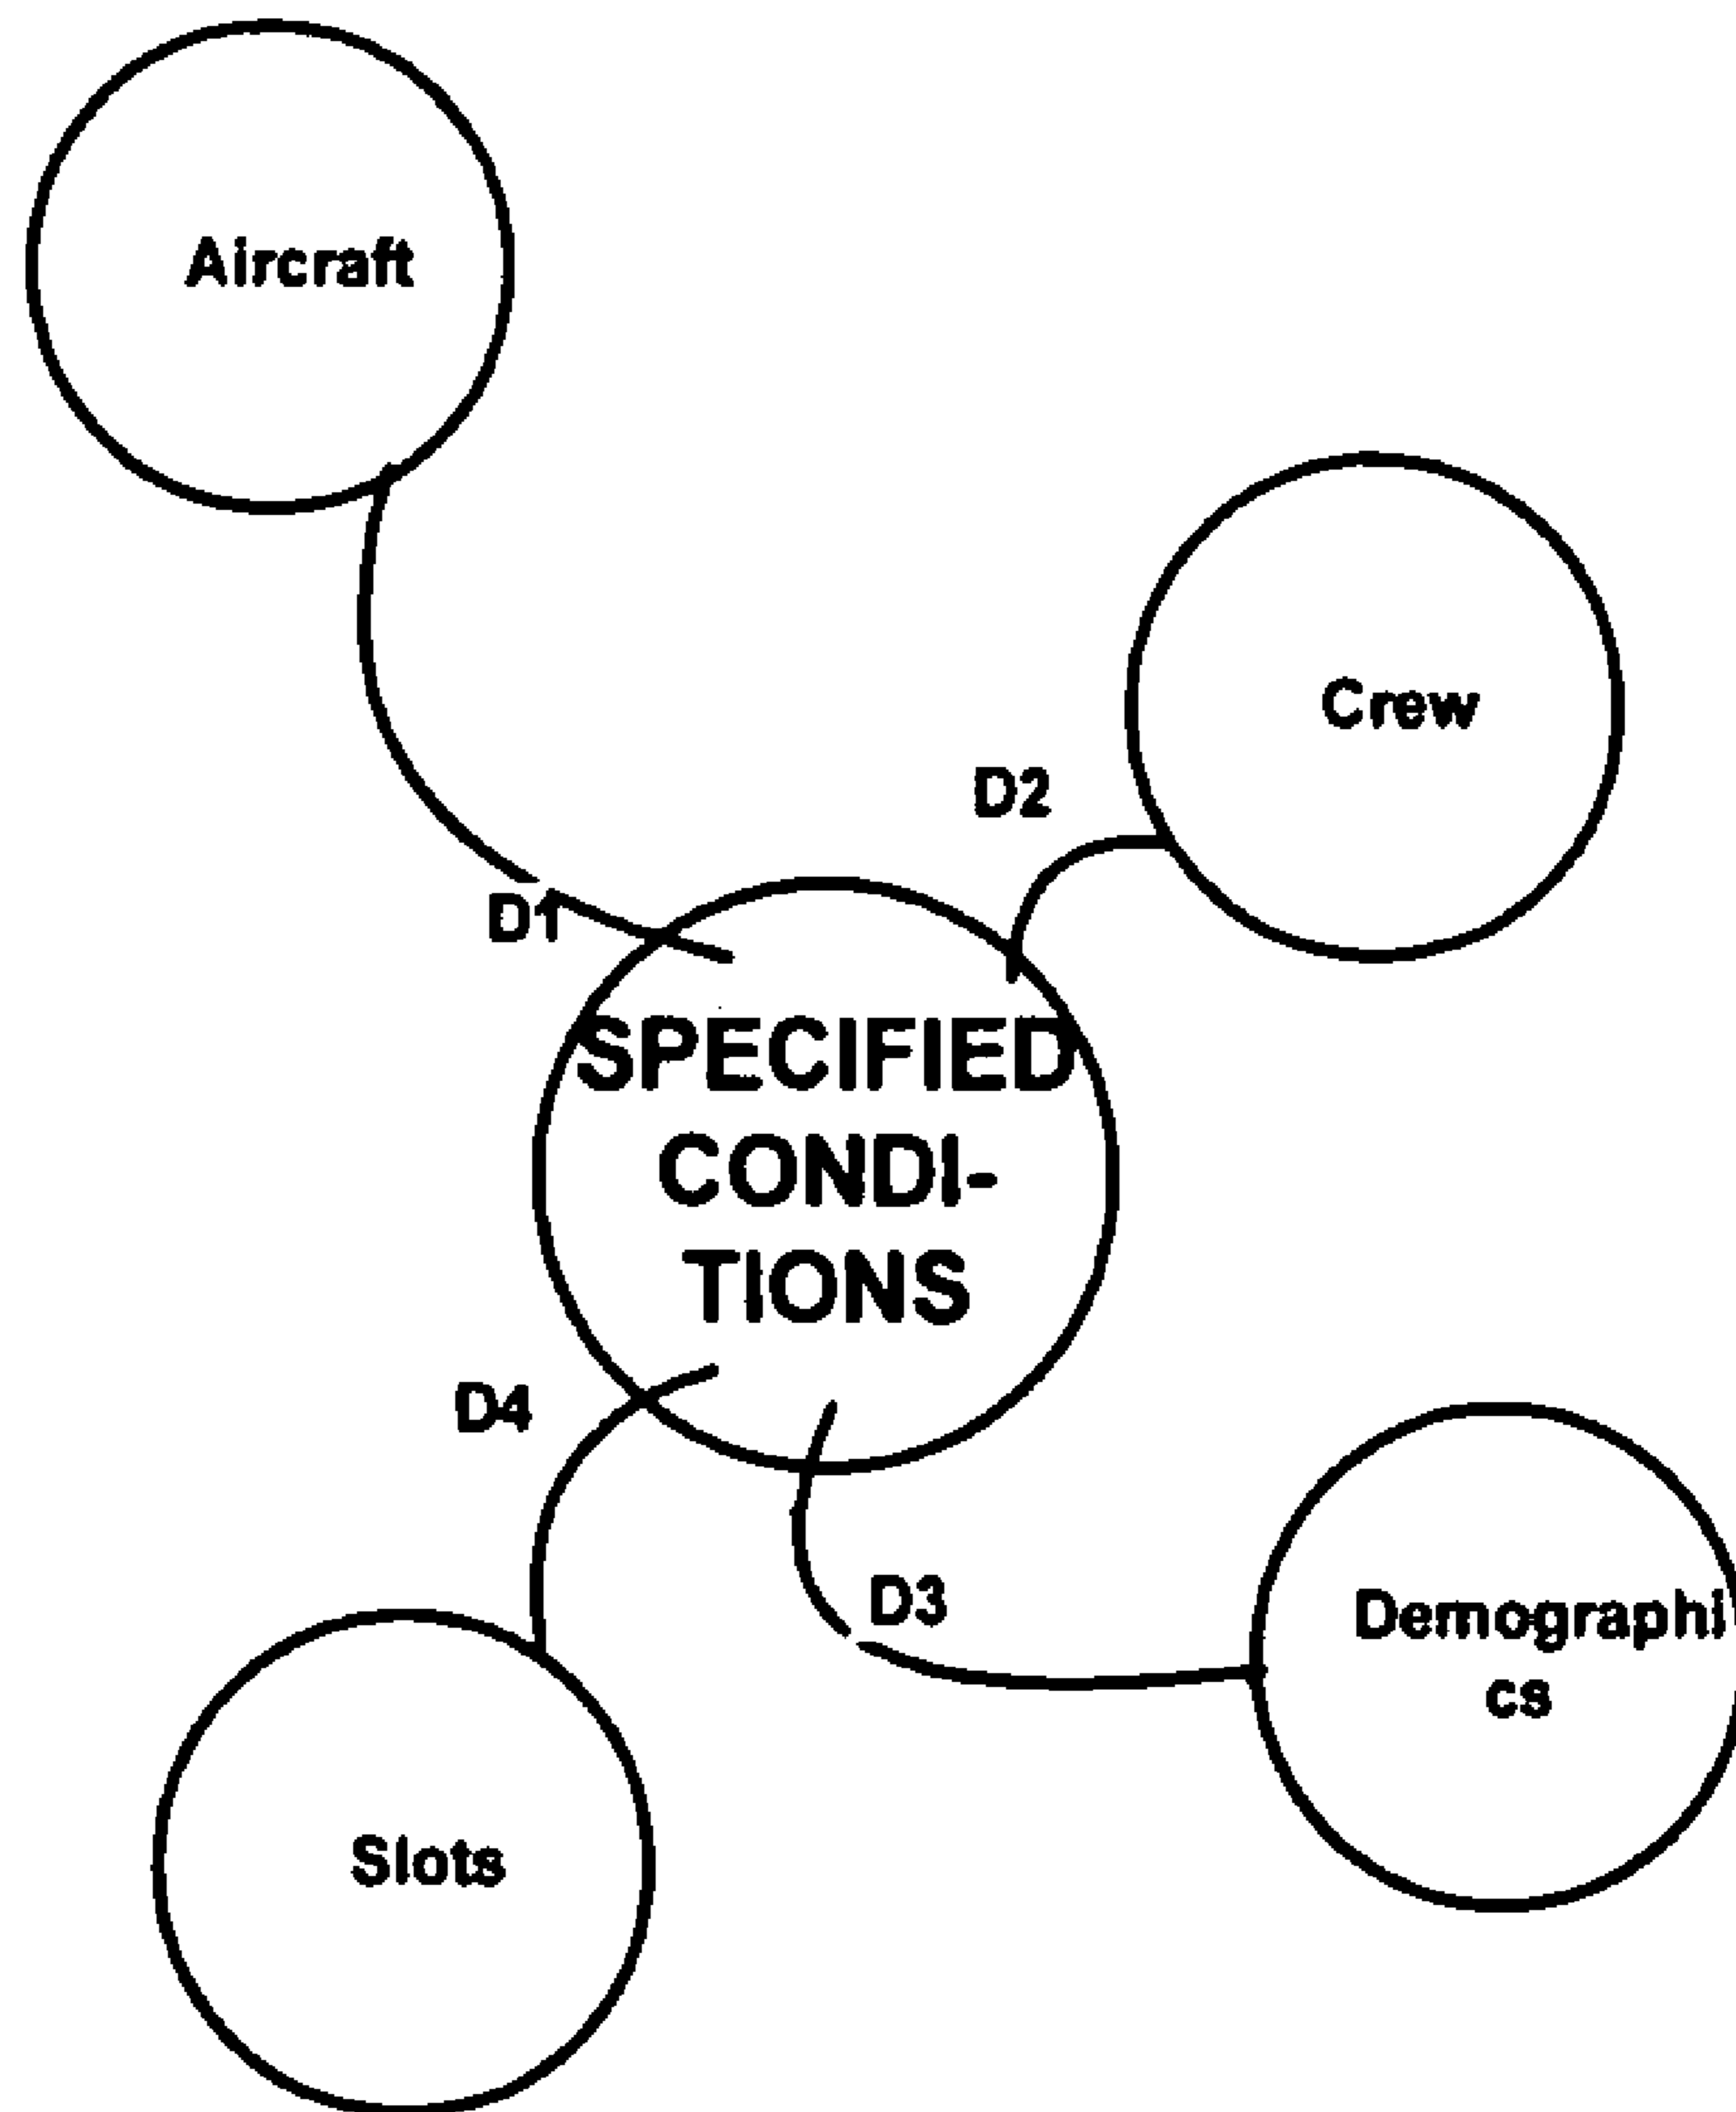 Aircraft
Crew
D2
D1
SPECIFIED
CONDI-
TIONS
D4
D3
Demographi
cs
Slots